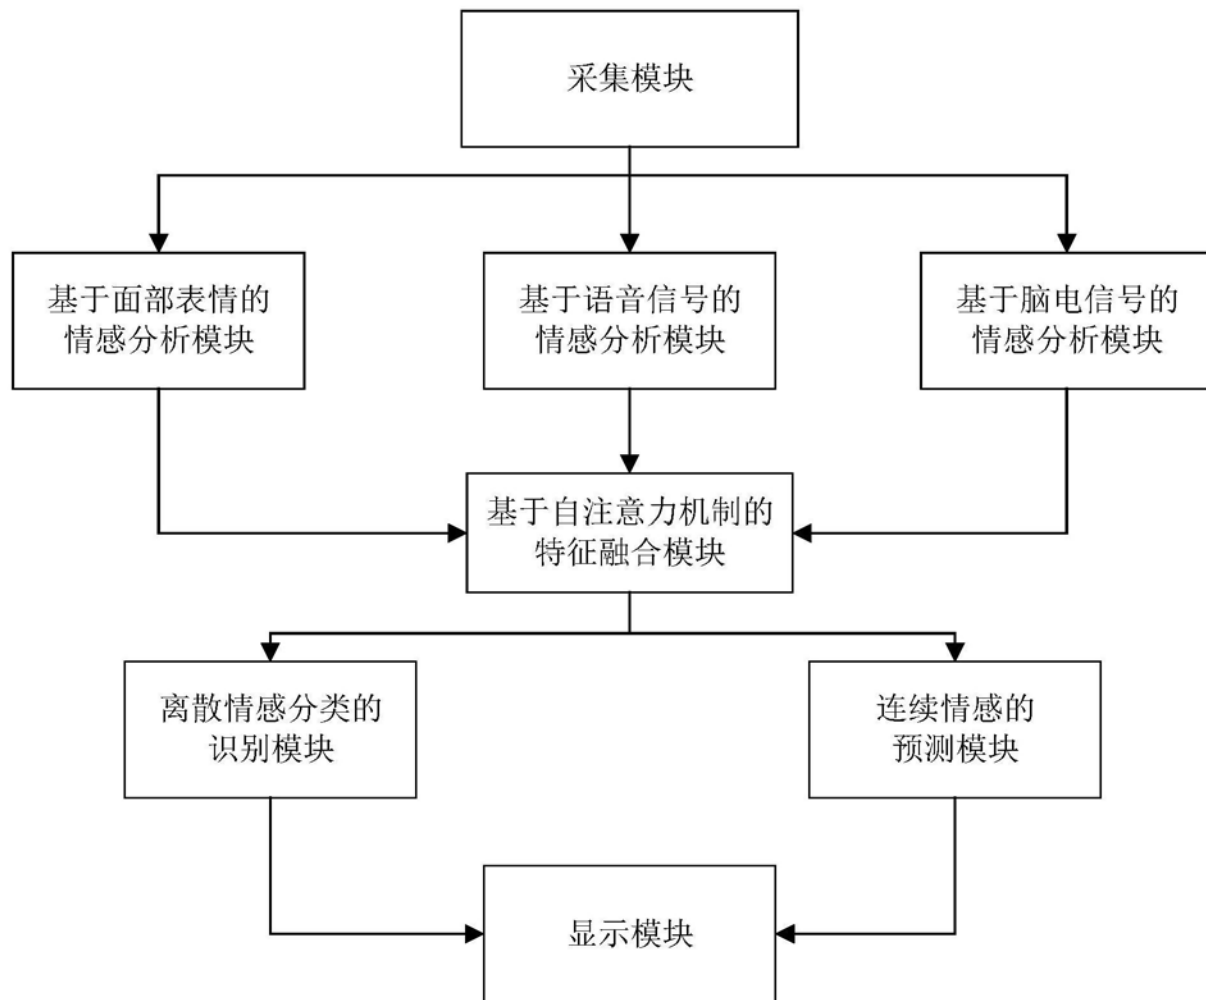 采集模块
基于面部表情的
情感分析模块
基于语音信号的
情感分析模块
基于脑电信号的
情感分析模块
基于自注意力机制的
特征融合模块
离散情感分类的
识别模块
连续情感的
预测模块
显示模块